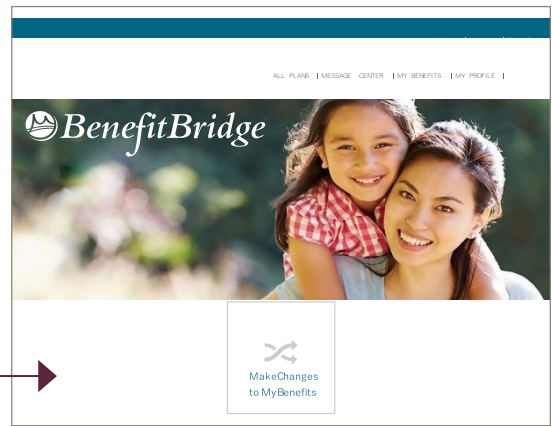 ALL PLANS | MESSAGE CENTER | MY BENEFITS | MY PROFILE |
BenefitBridge
MakeChanges
to MyBenefits